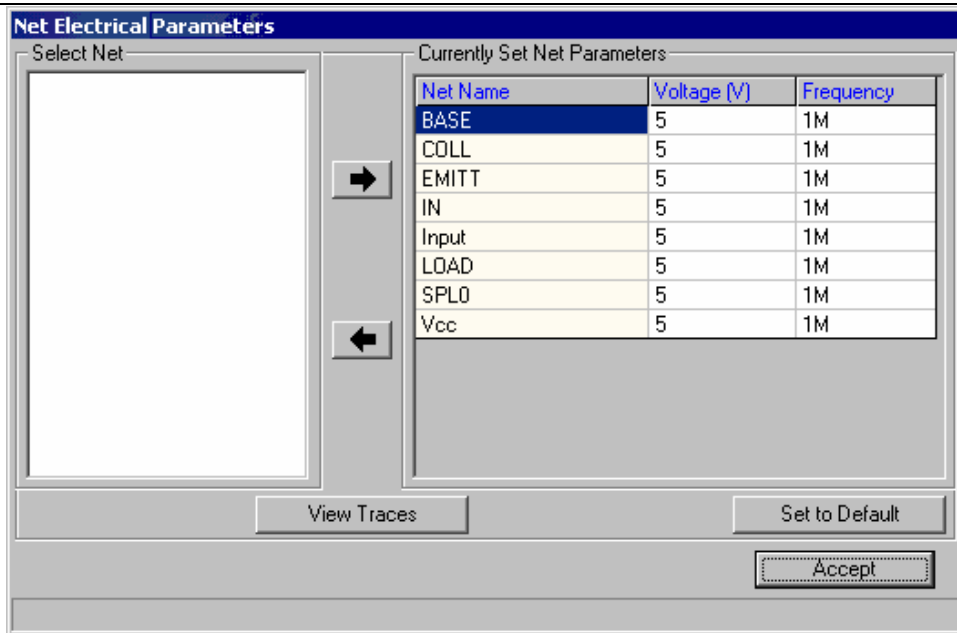 Net Electrical Parameters
Select Net
Currently Set Net Parameters
Net Name Voltage (V) Frequency
BASE 5 1M
COLL 5 1M
EMITT 5 1M
IN 5 1M
Input 5 1M
LOAD 5 1M
SPL0 5 1M
Vcc 5 1M
View Traces
Set to Default
Accept